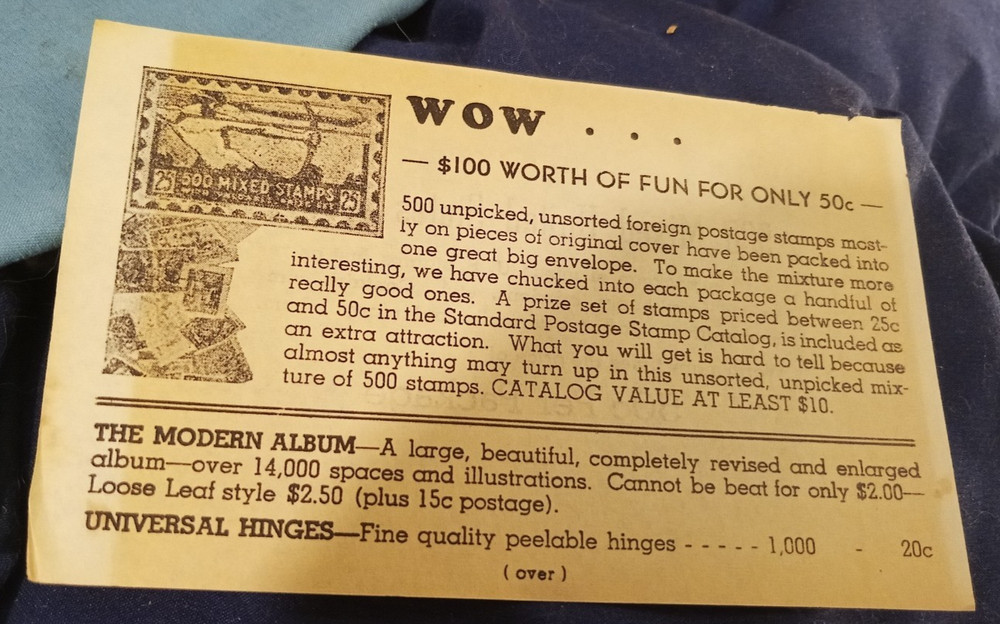 WOW . . .
— $100 WORTH OF FUN FOR ONLY 50c —
25 500 MIXED STAMPS 25
500 unpicked, unsorted foreign postage stamps most-
ly on pieces of original cover have been packed into
one great big envelope. To make the mixture more
interesting, we have chucked into each package a handful of
really good ones. A prize set of stamps priced between 25c
and 50c in the Standard Postage Stamp Catalog, is included as
an extra attraction. What you will get is hard to tell because
almost anything may turn up in this unsorted, unpicked mix-
ture of 500 stamps. CATALOG VALUE AT LEAST $10.
THE MODERN ALBUM—A large, beautiful, completely revised and enlarged
album—over 14,000 spaces and illustrations. Cannot be beat for only $2.00—
Loose Leaf style $2.50 (plus 15c postage).
UNIVERSAL HINGES—Fine quality peelable hinges - - - - - 1,000 - 20c
( over )